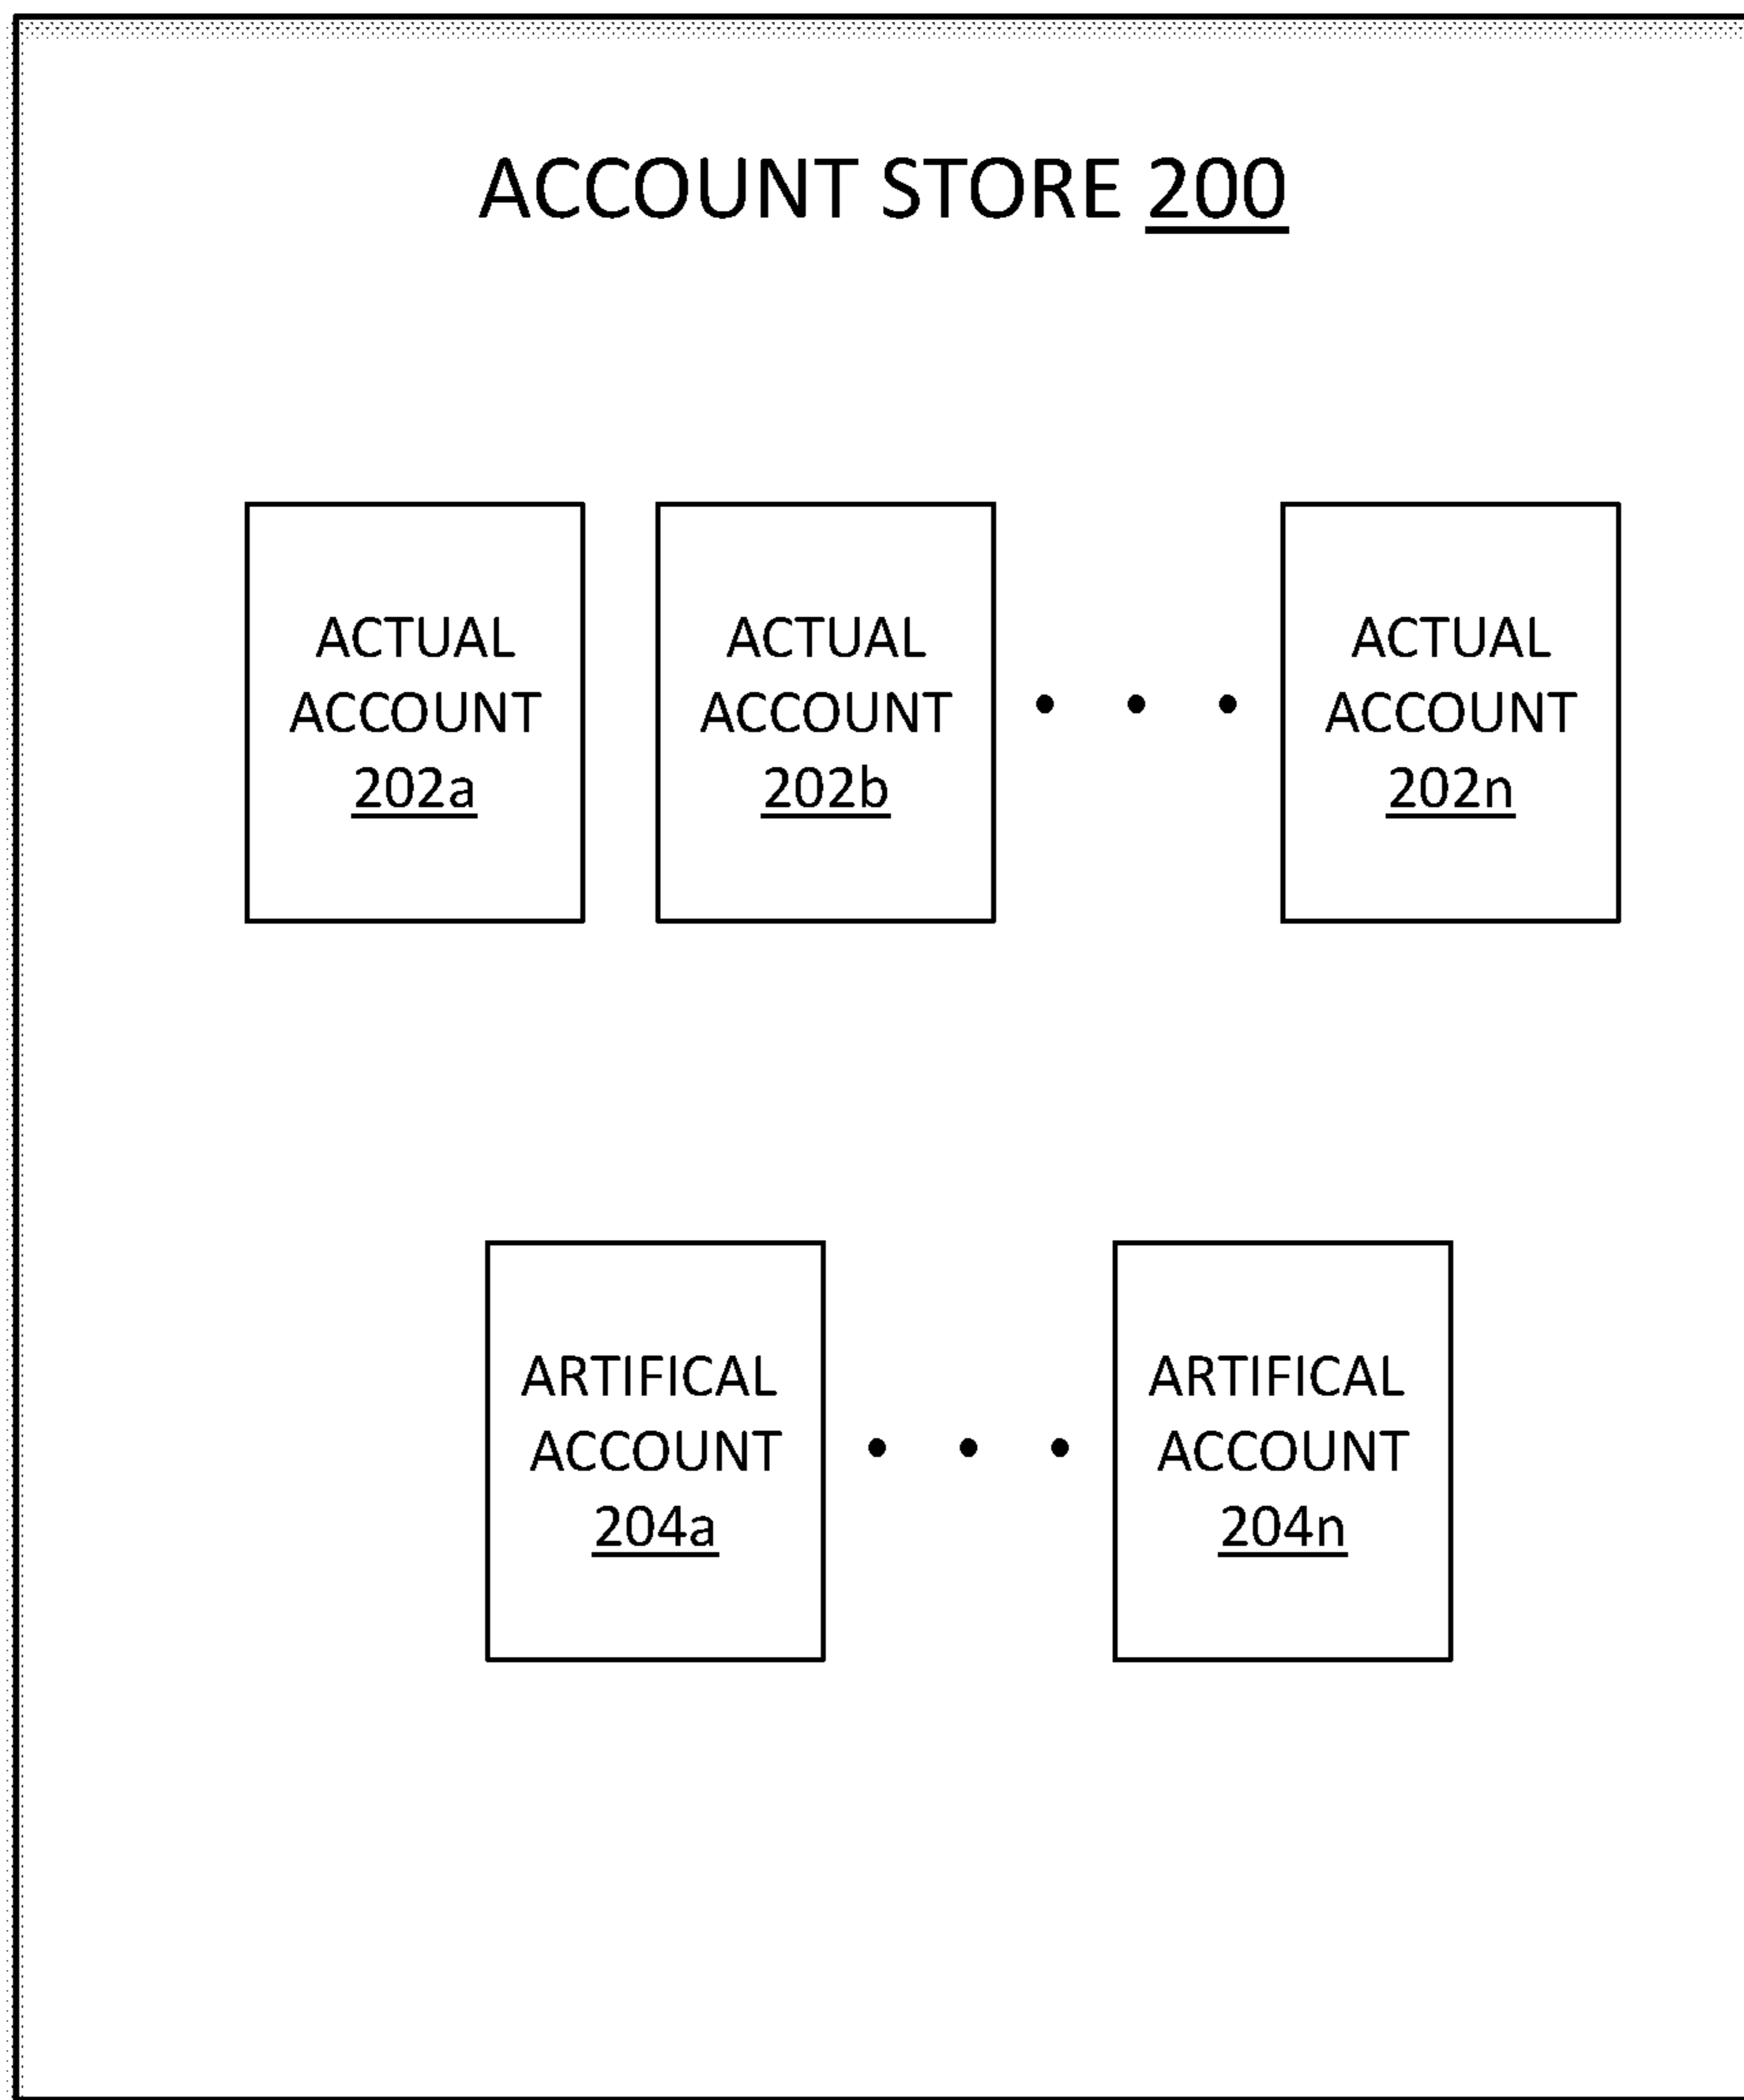 ACCOUNT STORE 200
ACTUAL
ACCOUNT
202a
ACTUAL
ACCOUNT
202b
ACTUAL
ACCOUNT
202n
ARTIFICAL
ACCOUNT
204a
ARTIFICAL
ACCOUNT
204n